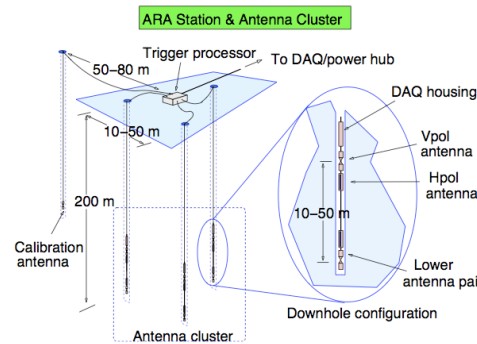 ARA Station & Antenna Cluster
Trigger processor
50–80 m
To DAQ/power hub
DAQ housing
Vpol
antenna
Hpol
antenna
10–50 m
200 m
10–50 m
Calibration
antenna
Lower
antenna pai
Downhole configuration
Antenna cluster